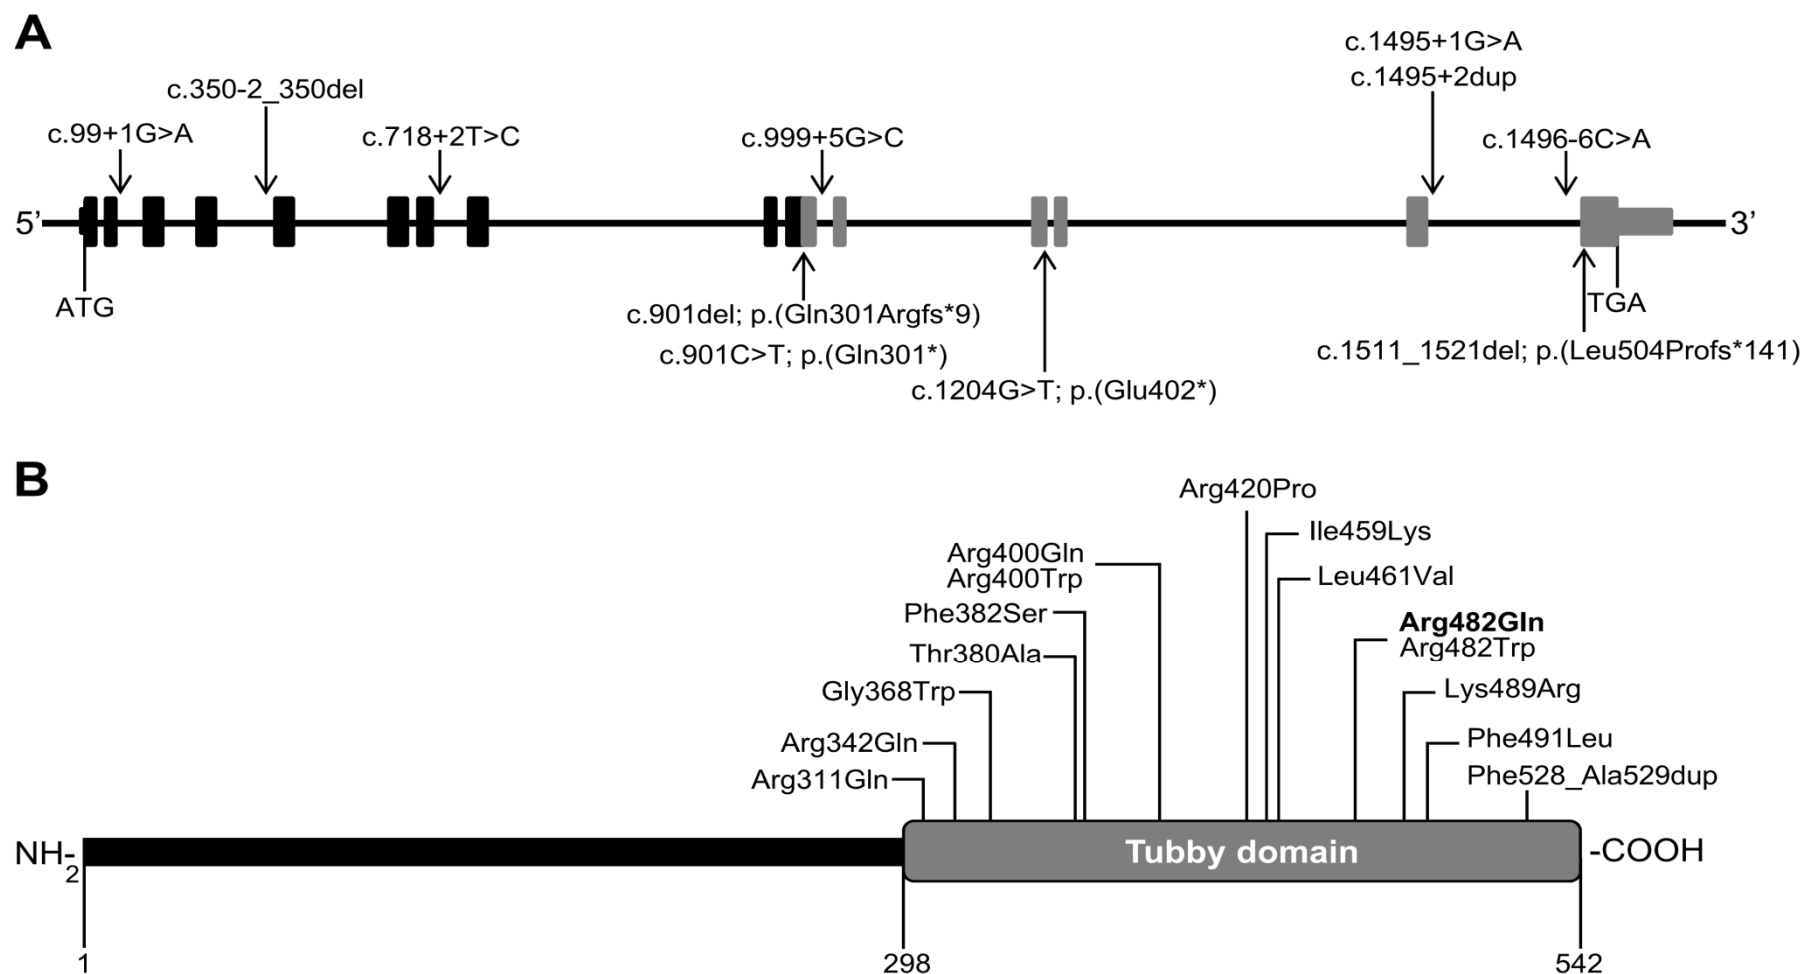 A
c.1495+1G>A
c.1495+2dup
c.350-2_350del
c.99+1G>A
c.718+2T>C
c.999+5G>C
c.1496-6C>A
5’
3’
ATG
TGA
c.901del; p.(Gln301Argfs*9)
c.901C>T; p.(Gln301*)
c.1511_1521del; p.(Leu504Profs*141)
c.1204G>T; p.(Glu402*)
B
Arg420Pro
Ile459Lys
Arg400Gln
Arg400Trp
Leu461Val
Phe382Ser
Arg482Gln
Arg482Trp
Thr380Ala
Gly368Trp
Lys489Arg
Arg342Gln
Phe491Leu
Arg311Gln
Phe528_Ala529dup
NH-
2
Tubby domain
-COOH
1
298
542